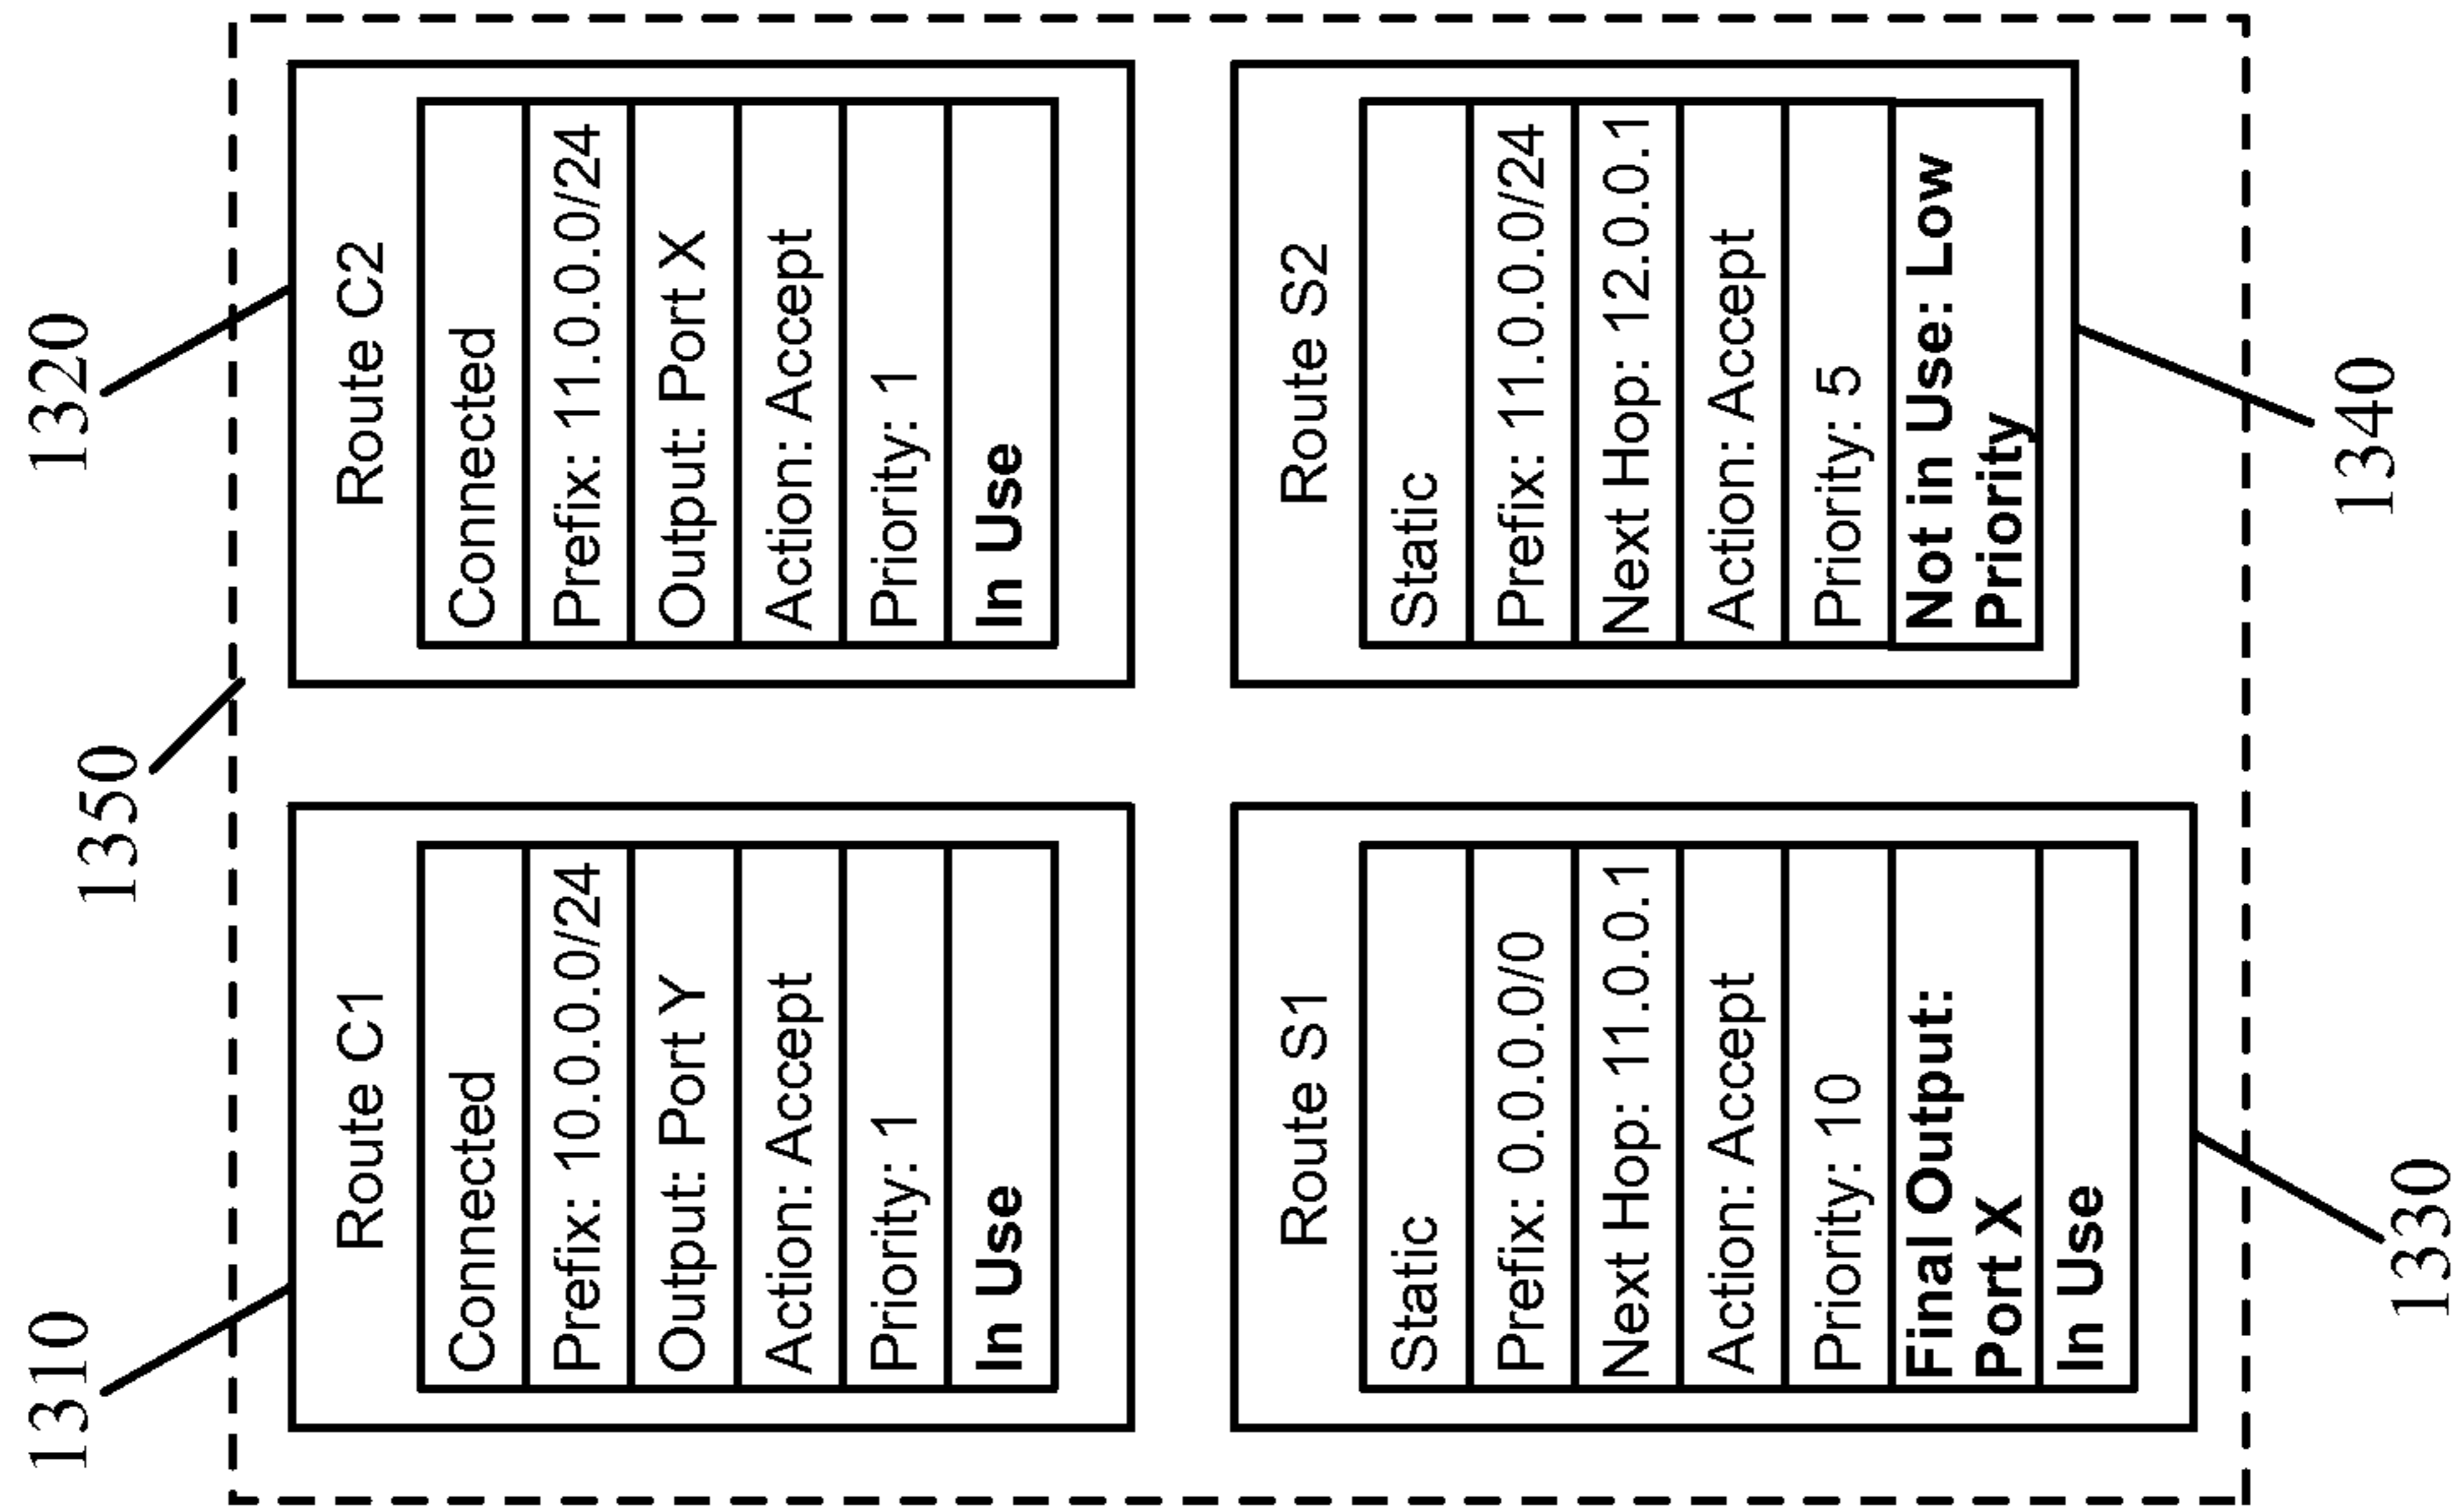 1350
1310
1320
Route C1
Connected
Prefix: 10.0.0.0/24
Output: Port Y
Action: Accept
Priority: 1
In Use
Route C2
Connected
Prefix: 11.0.0.0/24
Output: Port X
Action: Accept
Priority: 1
In Use
Route S1
Static
Prefix: 0.0.0.0/0
Next Hop: 11.0.0.1
Action: Accept
Priority: 10
Final Output:
Port X
In Use
Route S2
Static
Prefix: 11.0.0.0/24
Next Hop: 12.0.0.1
Action: Accept
Priority: 5
Not in Use: Low
Priority
1330
1340